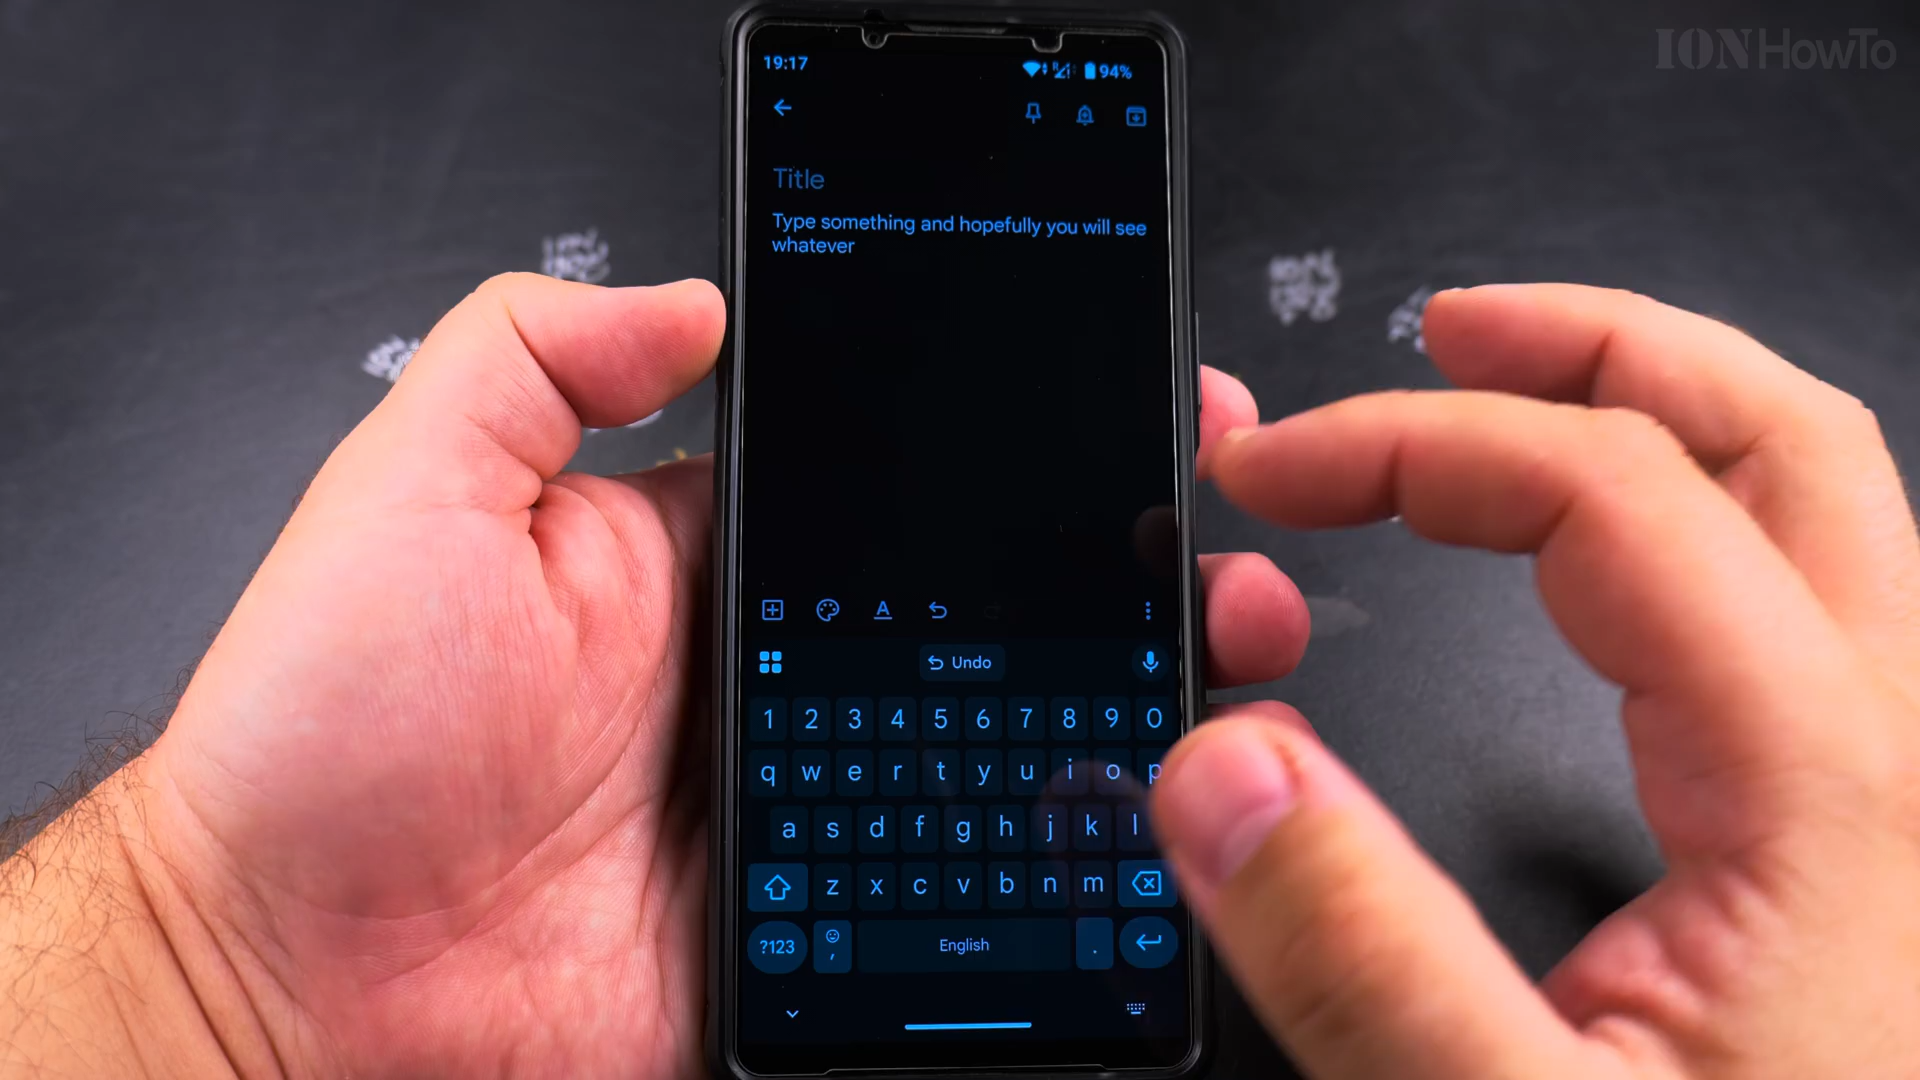 IONHowTo
19:17
R
94%
Title
Type something and hopefully you will see
whatever
A
Undo
1 2 3 4 5 6 7 8 9 0
q w e r t y u i o p
a s d f g h j k l
z x c v b n m
?123 , English .